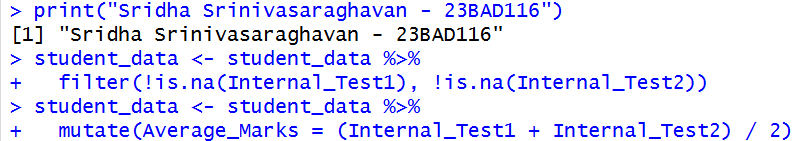 > print("Sridha Srinivasaraghavan - 23BAD116")
[1] "Sridha Srinivasaraghavan - 23BAD116"
> student_data <- student_data %>%
+   filter(!is.na(Internal_Test1), !is.na(Internal_Test2))
> student_data <- student_data %>%
+   mutate(Average_Marks = (Internal_Test1 + Internal_Test2) / 2)